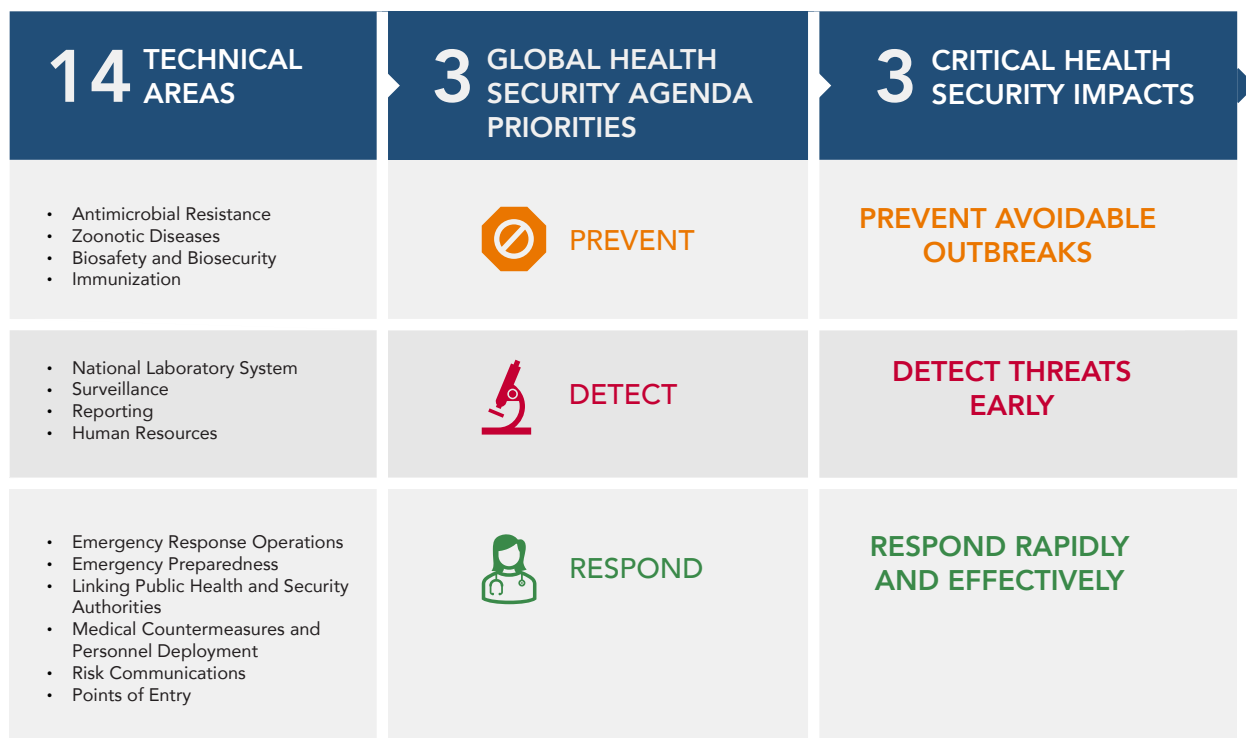 14 TECHNICAL
AREAS
3 GLOBAL HEALTH
SECURITY AGENDA
PRIORITIES
3 CRITICAL HEALTH
SECURITY IMPACTS
• Antimicrobial Resistance
• Zoonotic Diseases
• Biosafety and Biosecurity
• Immunization
PREVENT
PREVENT AVOIDABLE
OUTBREAKS
• National Laboratory System
• Surveillance
• Reporting
• Human Resources
DETECT
DETECT THREATS
EARLY
• Emergency Response Operations
• Emergency Preparedness
• Linking Public Health and Security
Authorities
• Medical Countermeasures and
Personnel Deployment
• Risk Communications
• Points of Entry
RESPOND
RESPOND RAPIDLY
AND EFFECTIVELY